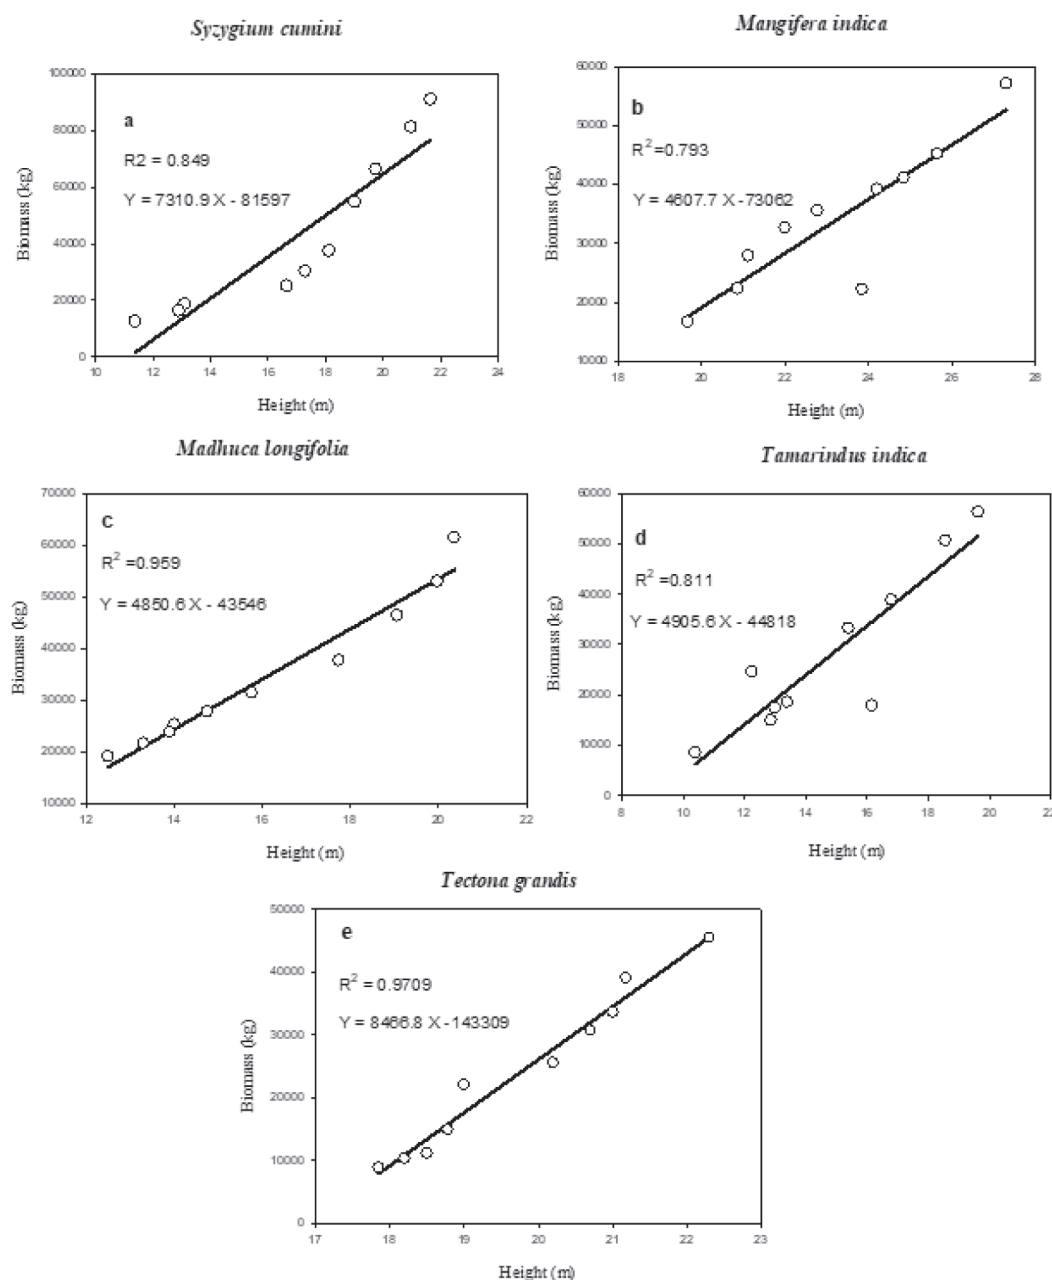 Syzygium cumini
100000
80000
60000
40000
20000
0
Biomass (kg)
a
R2 = 0.849
Y = 7310.9 X - 81597
10 12 14 16 18 20 22 24
Height (m)
Mangifera indica
60000
50000
40000
30000
20000
10000
Biomass (kg)
b
R² =0.793
Y = 4607.7 X -73062
18 20 22 24 26 28
Height (m)
Madhuca longifolia
70000
60000
50000
40000
30000
20000
10000
Biomass (kg)
c
R² =0.959
Y = 4850.6 X - 43546
12 14 16 18 20 22
Height (m)
Tamarindus indica
60000
50000
40000
30000
20000
10000
0
Biomass (kg)
d
R² =0.811
Y = 4905.6 X - 44818
8 10 12 14 16 18 20 22
Height (m)
Tectona grandis
50000
40000
30000
20000
10000
0
Biomass (kg)
e
R² = 0.9709
Y = 8466.8 X -143309
17 18 19 20 21 22 23
Height (m)